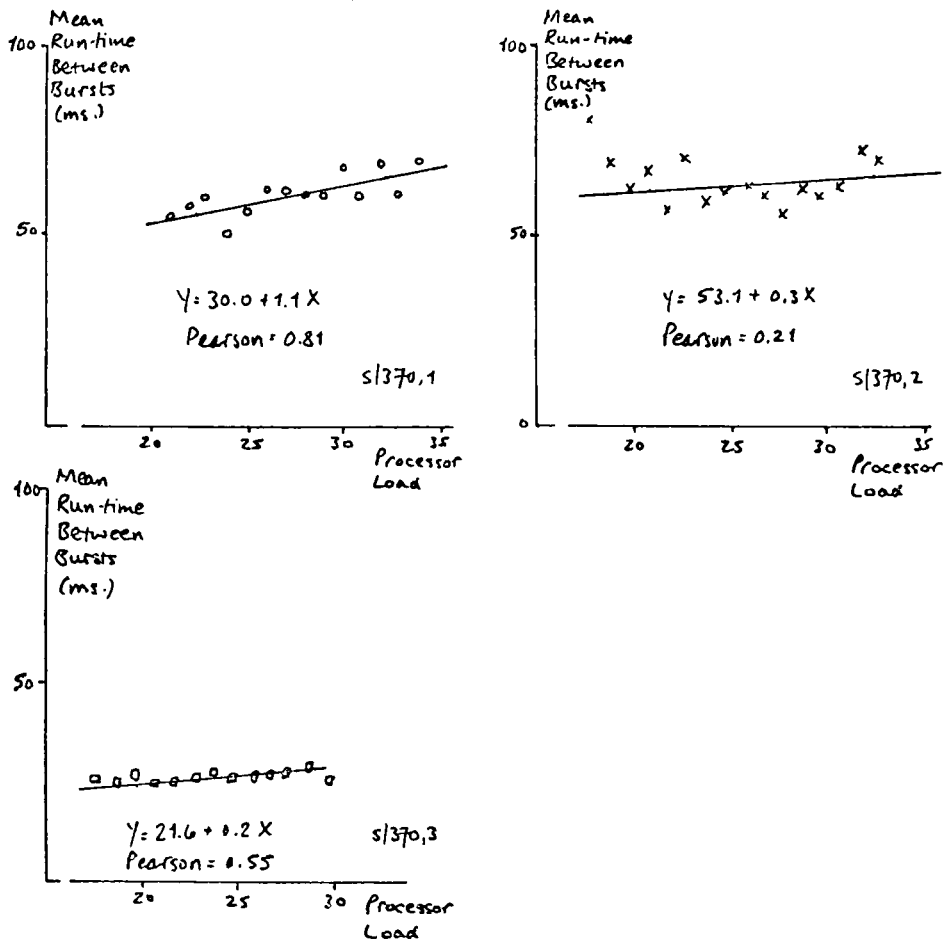 Mean
Run-time
Between
Bursts
(ms.)
100
50
Y = 30.0 + 1.1 X
Pearson = 0.81
S/370,1
20
25
30
35
Processor
Load
Mean
Run-time
Between
Bursts
(ms.)
100
50
0
Y = 53.1 + 0.3 X
Pearson = 0.21
S/370,2
20
25
30
35
Processor
Load
Mean
Run-time
Between
Bursts
(ms.)
100
50
Y = 21.6 + 0.2 X
Pearson = 0.55
S/370,3
20
25
30
Processor
Load